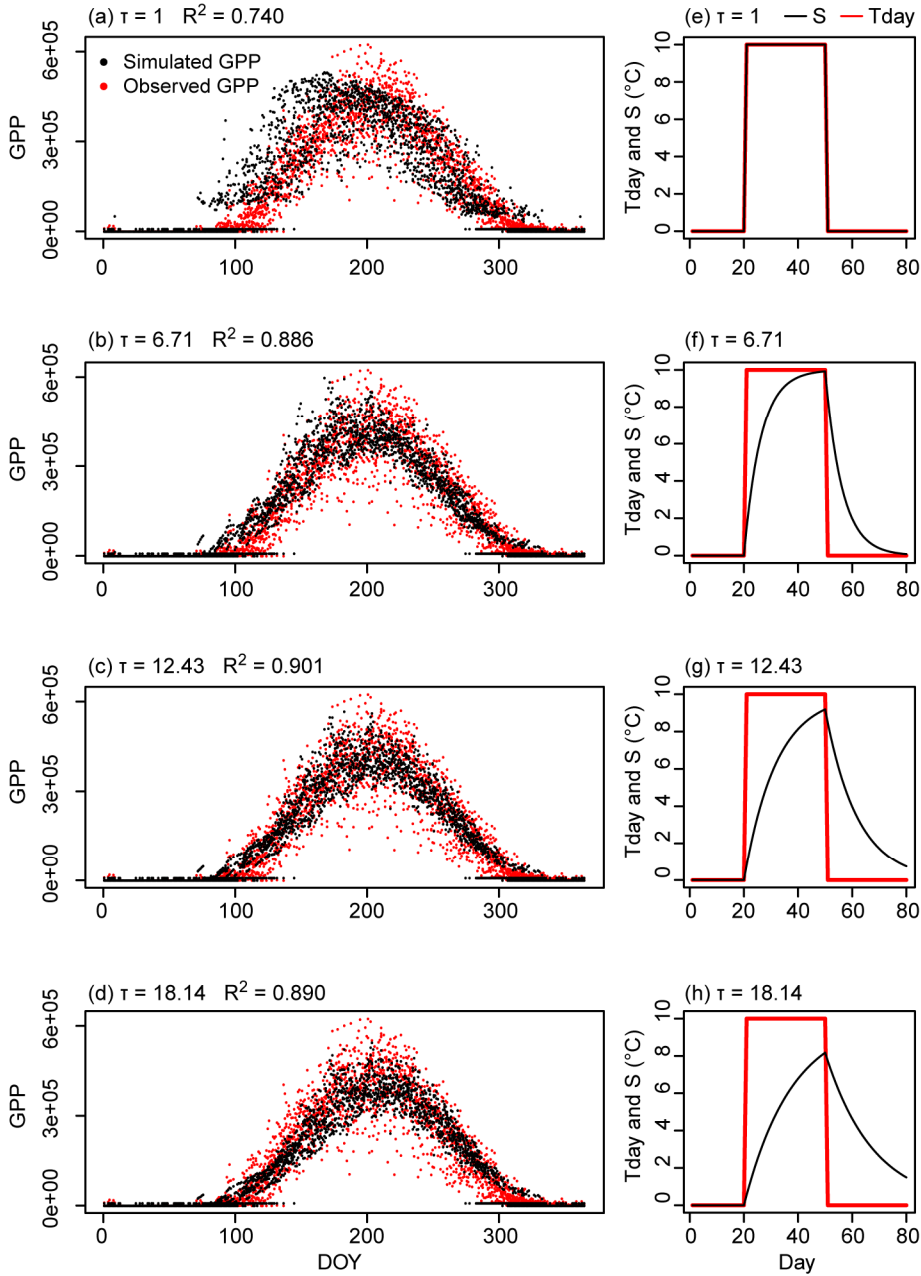 (a) τ = 1 R² = 0.740
Simulated GPP
Observed GPP
GPP
0e+00 3e+05 6e+05
0 100 200 300
(e) τ = 1 S Tday
Tday and S (°C)
0 2 4 6 8 10
0 20 40 60 80
(b) τ = 6.71 R² = 0.886
GPP
0e+00 3e+05 6e+05
0 100 200 300
(f) τ = 6.71
Tday and S (°C)
0 2 4 6 8 10
0 20 40 60 80
(c) τ = 12.43 R² = 0.901
GPP
0e+00 3e+05 6e+05
0 100 200 300
(g) τ = 12.43
Tday and S (°C)
0 2 4 6 8 10
0 20 40 60 80
(d) τ = 18.14 R² = 0.890
GPP
0e+00 3e+05 6e+05
0 100 200 300
DOY
(h) τ = 18.14
Tday and S (°C)
0 2 4 6 8 10
0 20 40 60 80
Day